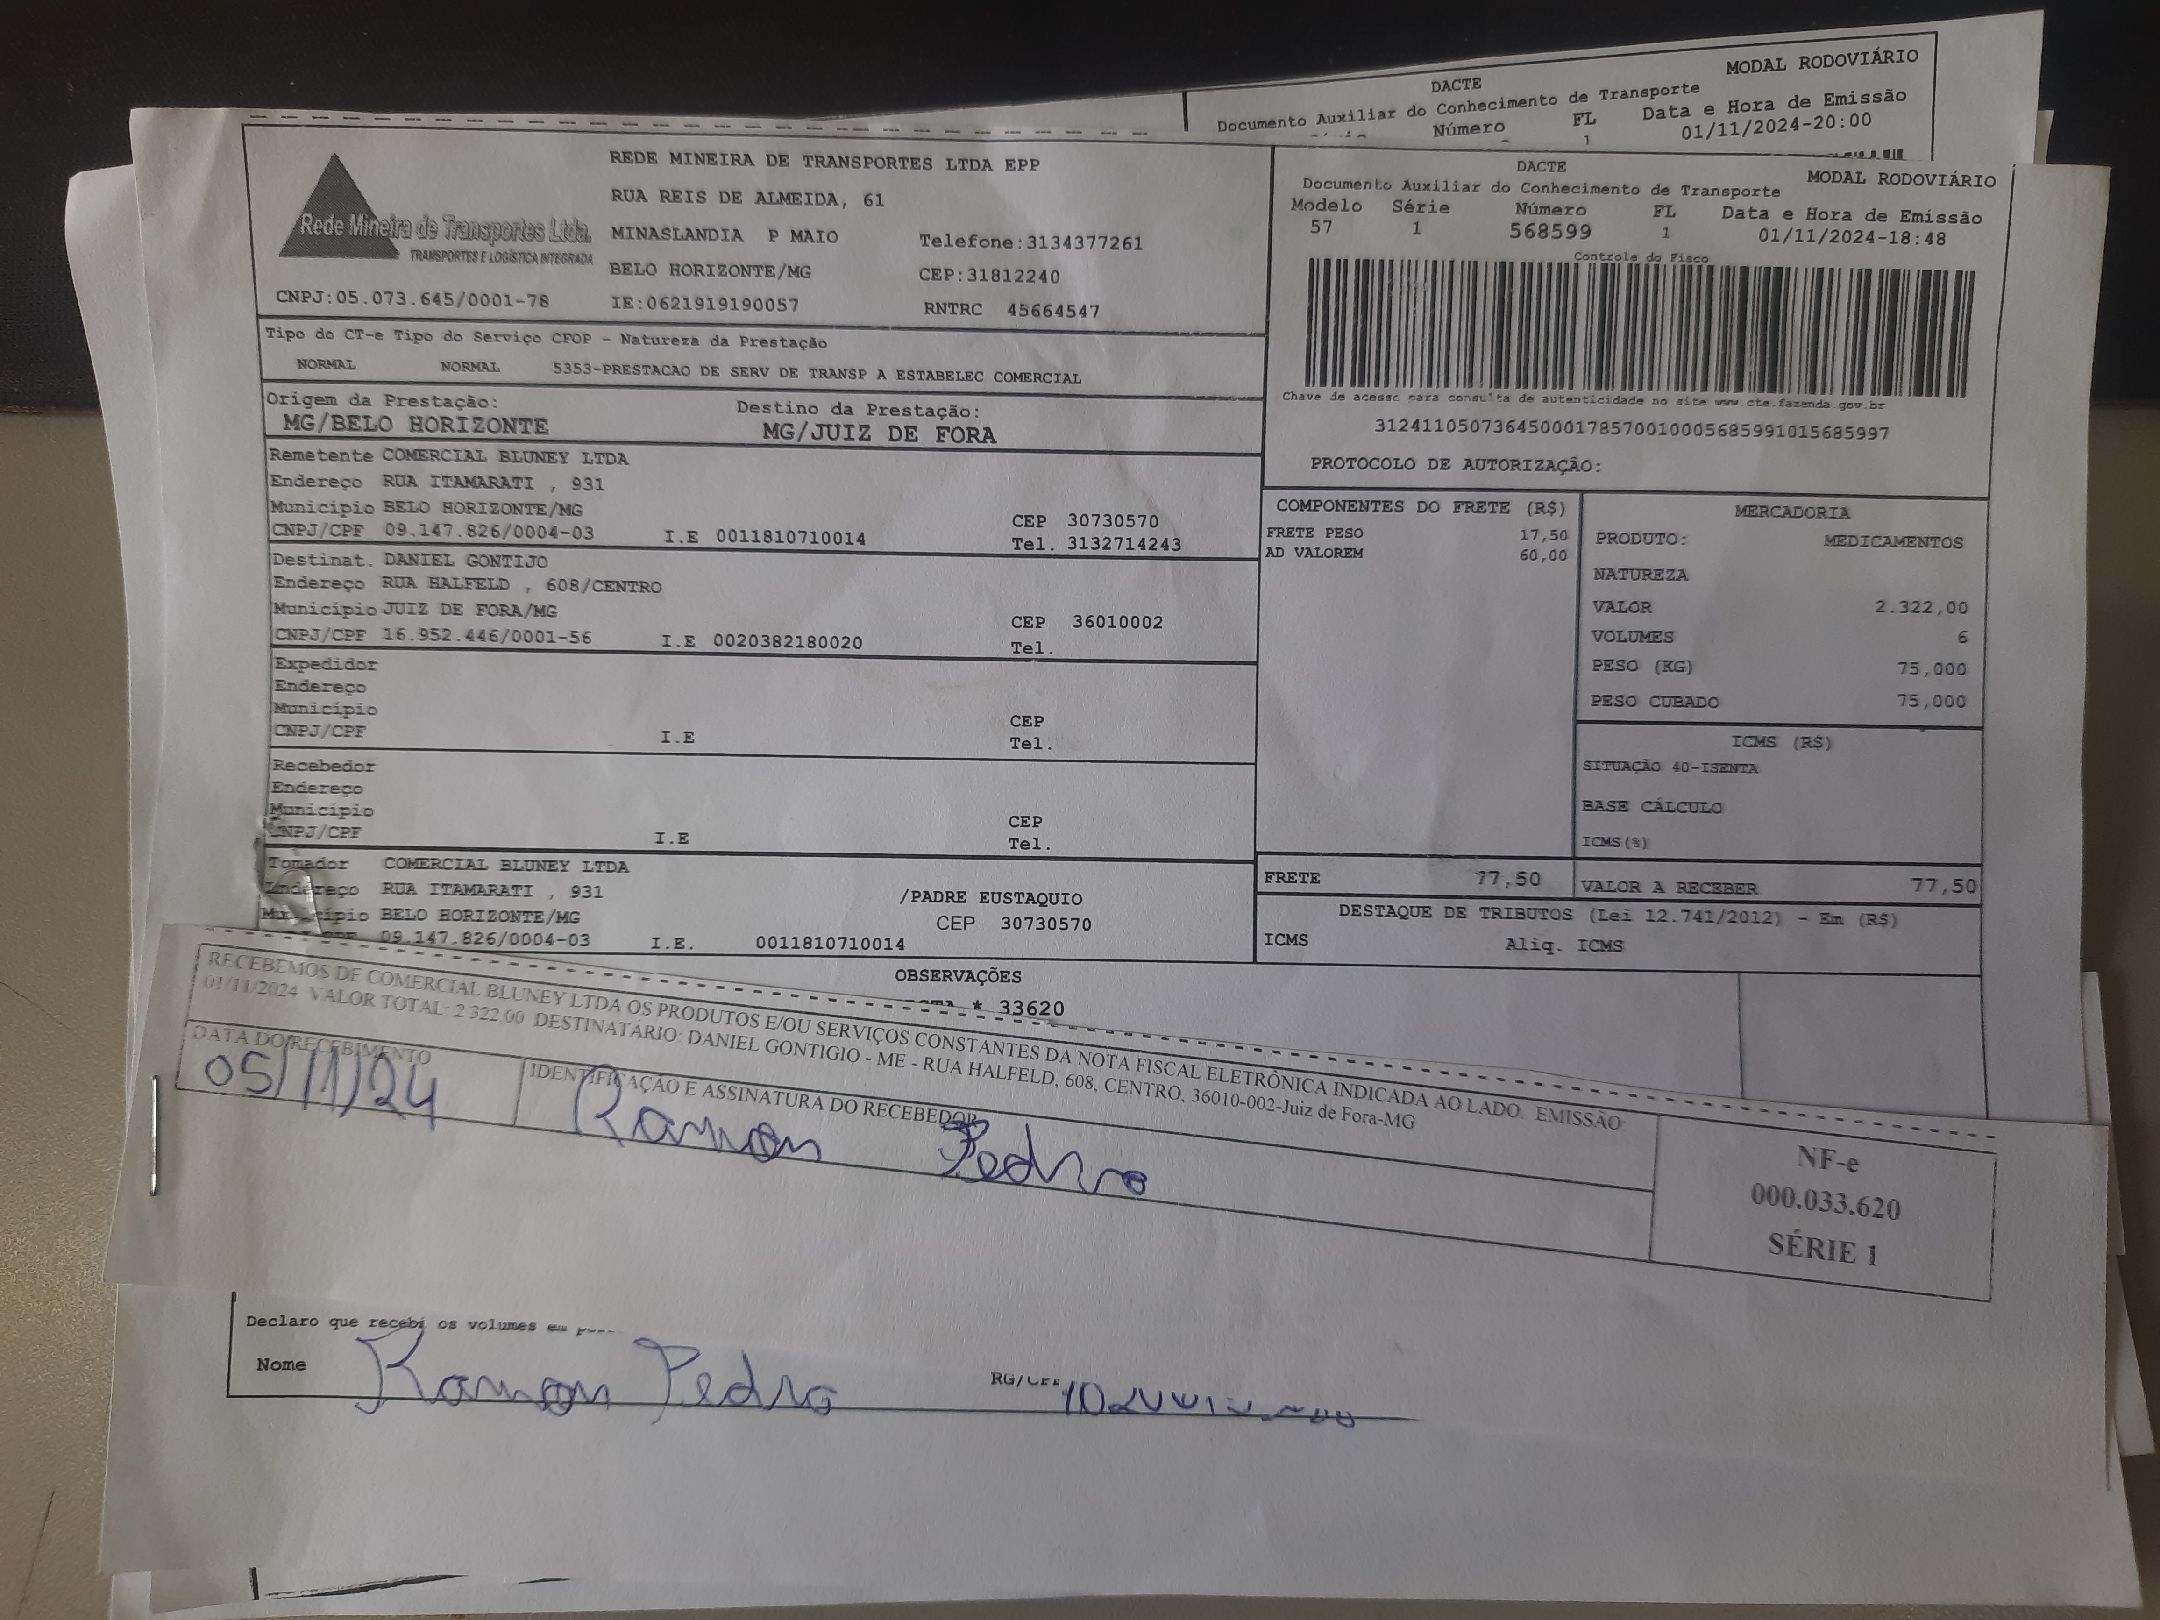 MODAL RODOVIÁRIO
DACTE
Documento Auxiliar do Conhecimento de Transporte
Número FL Data e Hora de Emissão
1 01/11/2024-20:00
Rede Mineira de Transportes Ltda.
TRANSPORTES E LOGÍSTICA INTEGRADA
REDE MINEIRA DE TRANSPORTES LTDA EPP
RUA REIS DE ALMEIDA, 61
MINASLANDIA P MAIO Telefone:3134377261
BELO HORIZONTE/MG CEP:31812240
CNPJ:05.073.645/0001-78 IE:0621919190057 RNTRC 45664547
DACTE MODAL RODOVIÁRIO
Documento Auxiliar do Conhecimento de Transporte
Modelo Série Número FL Data e Hora de Emissão
57 1 568599 1 01/11/2024-18:48
Controle do Fisco
Chave de acesso para consulta de autenticidade no site www.cte.fazenda.gov.br
31241105073645000178570010005685991015685997
PROTOCOLO DE AUTORIZAÇÃO:
Tipo do CT-e Tipo do Serviço CFOP - Natureza da Prestação
NORMAL NORMAL 5353-PRESTACAO DE SERV DE TRANSP A ESTABELEC COMERCIAL
Origem da Prestação: Destino da Prestação:
MG/BELO HORIZONTE MG/JUIZ DE FORA
Remetente COMERCIAL BLUNEY LTDA
Endereço RUA ITAMARATI , 931
Município BELO HORIZONTE/MG CEP 30730570
CNPJ/CPF 09.147.826/0004-03 I.E 0011810710014 Tel. 3132714243
Destinat. DANIEL GONTIJO
Endereço RUA HALFELD , 608/CENTRO
Município JUIZ DE FORA/MG CEP 36010002
CNPJ/CPF 16.952.446/0001-56 I.E 0020382180020 Tel.
Expedidor
Endereço
Município CEP
CNPJ/CPF I.E Tel.
Recebedor
Endereço
Município CEP
CNPJ/CPF I.E Tel.
Tomador COMERCIAL BLUNEY LTDA
Endereço RUA ITAMARATI , 931 /PADRE EUSTAQUIO
BELO HORIZONTE/MG CEP 30730570
09.147.826/0004-03 I.E. 0011810710014
COMPONENTES DO FRETE (R$)
FRETE PESO 17,50
AD VALOREM 60,00
MERCADORIA
PRODUTO: MEDICAMENTOS
NATUREZA
VALOR 2.322,00
VOLUMES 6
PESO (KG) 75,000
PESO CUBADO 75,000
ICMS (R$)
SITUAÇÃO 40-ISENTA
BASE CÁLCULO
ICMS(%)
FRETE 77,50 VALOR A RECEBER 77,50
DESTAQUE DE TRIBUTOS (Lei 12.741/2012) - Em (R$)
ICMS Aliq. ICMS
OBSERVAÇÕES
* 33620
RECEBEMOS DE COMERCIAL BLUNEY LTDA OS PRODUTOS E/OU SERVIÇOS CONSTANTES DA NOTA FISCAL ELETRÔNICA INDICADA AO LADO. EMISSÃO:
01/11/2024 VALOR TOTAL: 2.322,00 DESTINATÁRIO: DANIEL GONTIGIO - ME - RUA HALFELD, 608, CENTRO, 36010-002-Juiz de Fora-MG
DATA DO RECEBIMENTO IDENTIFICAÇÃO E ASSINATURA DO RECEBEDOR
05/11/24 Ramon Pedro
NF-e
000.033.620
SÉRIE 1
Declaro que recebi os volumes em
Nome Ramon Pedro RG/